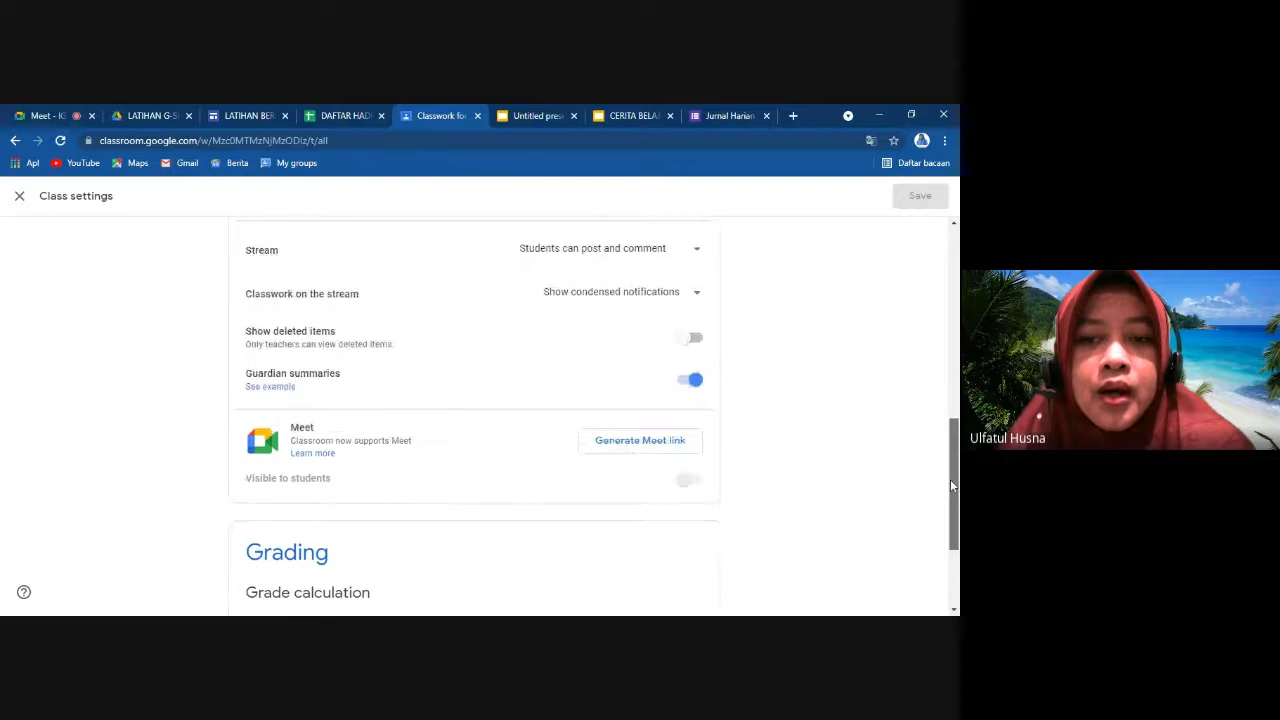 Meet - IG
LATIHAN G-S
LATIHAN BER
DAFTAR HAD
Classwork for
Untitled pres
CERITA BELA
Jurnal Harian
classroom.google.com/w/Mzc0MTMzNjMzODIz/t/all
Apl
YouTube
Maps
Gmail
Berita
My groups
Daftar bacaan
Class settings
Save
Stream
Students can post and comment
Classwork on the stream
Show condensed notifications
Show deleted items
Only teachers can view deleted items.
Guardian summaries
See example
Meet
Classroom now supports Meet
Learn more
Generate Meet link
Visible to students
Ulfatul Husna
Grading
Grade calculation